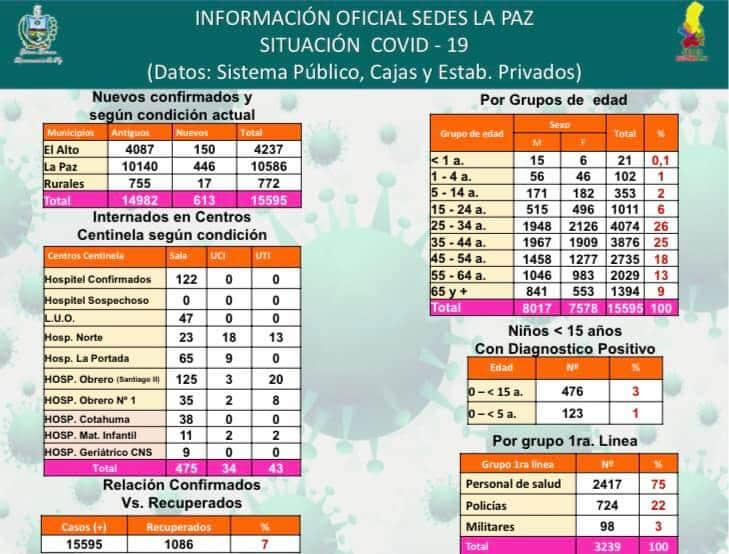 INFORMACIÓN OFICIAL SEDES LA PAZ
SITUACIÓN COVID - 19
(Datos: Sistema Público, Cajas y Estab. Privados)
Nuevos confirmados y
según condición actual
Municipios Antiguos Nuevos Total
El Alto 4087 150 4237
La Paz 10140 446 10586
Rurales 755 17 772
Total 14982 613 15595
Internados en Centros
Centinela según condición
Centros Centinela Sala UCI UTI
Hospitel Confirmados 122 0 0
Hospitel Sospechoso 0 0 0
L.U.O. 47 0 0
Hosp. Norte 23 18 13
Hosp. La Portada 65 9 0
HOSP. Obrero (Santiago II) 125 3 20
HOSP. Obrero Nº 1 35 2 8
HOSP. Cotahuma 38 0 0
HOSP. Mat. Infantil 11 2 2
HOSP. Geriátrico CNS 9 0 0
Total 475 34 43
Relación Confirmados
Vs. Recuperados
Casos (+) Recuperados %
15595 1086 7
Por Grupos de edad
Grupo de edad Sexo Total %
M F
< 1 a. 15 6 21 0,1
1 - 4 a. 56 46 102 1
5 - 14 a. 171 182 353 2
15 - 24 a. 515 496 1011 6
25 - 34 a. 1948 2126 4074 26
35 - 44 a. 1967 1909 3876 25
45 - 54 a. 1458 1277 2735 18
55 - 64 a. 1046 983 2029 13
65 y + 841 553 1394 9
Total 8017 7578 15595 100
Niños < 15 años
Con Diagnostico Positivo
Edad Nº %
0 – < 15 a. 476 3
0 – < 5 a. 123 1
Por grupo 1ra. Linea
Grupo 1ra línea Nº %
Personal de salud 2417 75
Policías 724 22
Militares 98 3
Total 3239 100